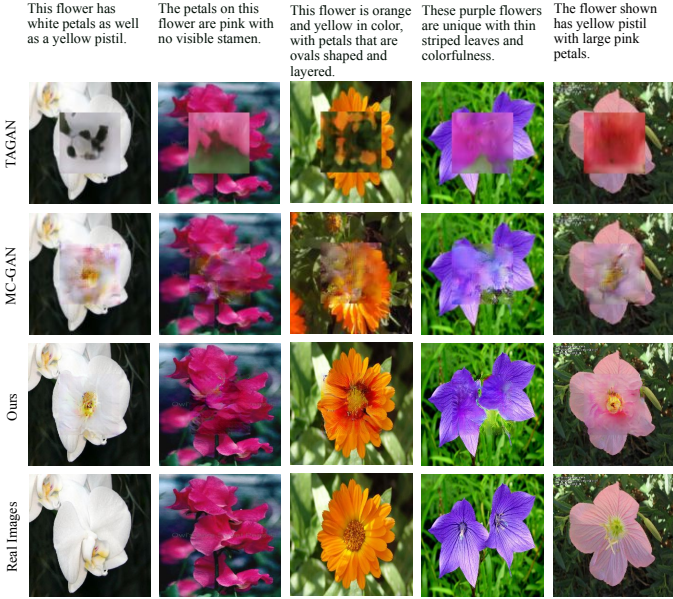 This flower has
white petals as well
as a yellow pistil.
The petals on this
flower are pink with
no visible stamen.
This flower is orange
and yellow in color,
with petals that are
ovals shaped and
layered.
These purple flowers
are unique with thin
striped leaves and
colorfulness.
The flower shown
has yellow pistil
with large pink
petals.
TAGAN
MC-GAN
Ours
Real Images